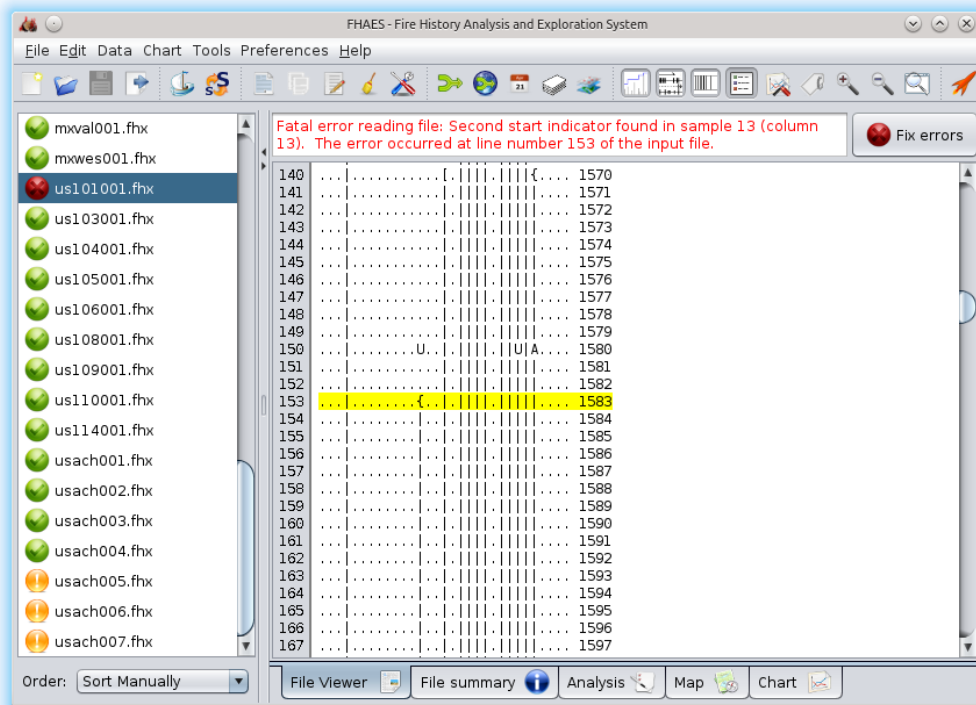 FHAES - Fire History Analysis and Exploration System
File Edit Data Chart Tools Preferences Help
21
mxval001.fhx
mxwes001.fhx
us101001.fhx
us103001.fhx
us104001.fhx
us105001.fhx
us106001.fhx
us108001.fhx
us109001.fhx
us110001.fhx
us114001.fhx
usach001.fhx
usach002.fhx
usach003.fhx
usach004.fhx
usach005.fhx
usach006.fhx
usach007.fhx
Order: Sort Manually
Fatal error reading file: Second start indicator found in sample 13 (column
13). The error occurred at line number 153 of the input file.
Fix errors
140 ...|...........[.||||.||||{.... 1570
141 ...|...........|.||||.|||||.... 1571
142 ...|...........|.||||.|||||.... 1572
143 ...|...........|.||||.|||||.... 1573
144 ...|...........|.||||.|||||.... 1574
145 ...|...........|.||||.|||||.... 1575
146 ...|...........|.||||.|||||.... 1576
147 ...|...........|.||||.|||||.... 1577
148 ...|...........|.||||.|||||.... 1578
149 ...|...........|.||||.|||||.... 1579
150 ...|........U..|.||||.||U|A.... 1580
151 ...|...........|.||||.|||||.... 1581
152 ...|...........|.||||.|||||.... 1582
153 ...|........{..|.||||.|||||.... 1583
154 ...|........|..|.||||.|||||.... 1584
155 ...|........|..|.||||.|||||.... 1585
156 ...|........|..|.||||.|||||.... 1586
157 ...|........|..|.||||.|||||.... 1587
158 ...|........|..|.||||.|||||.... 1588
159 ...|........|..|.||||.|||||.... 1589
160 ...|........|..|.||||.|||||.... 1590
161 ...|........|..|.||||.|||||.... 1591
162 ...|........|..|.||||.|||||.... 1592
163 ...|........|..|.||||.|||||.... 1593
164 ...|........|..|.||||.|||||.... 1594
165 ...|........|..|.||||.|||||.... 1595
166 ...|........|..|.||||.|||||.... 1596
167 ...|........|..|.||||.|||||.... 1597
File Viewer File summary Analysis Map Chart